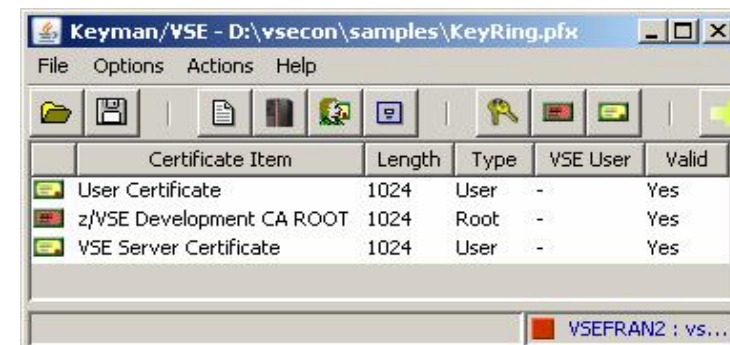 Keyman/VSE - D:\vsecon\samples\KeyRing.pfx
File Options Actions Help
Certificate Item Length Type VSE User Valid
User Certificate 1024 User - Yes
z/VSE Development CA ROOT 1024 Root - Yes
VSE Server Certificate 1024 User - Yes
VSEFRAN2 : vs...